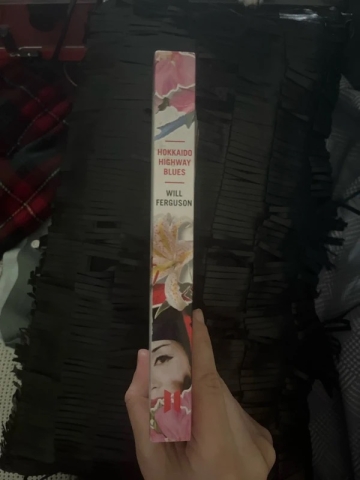 HOKKAIDO
HIGHWAY
BLUES
WILL
FERGUSON